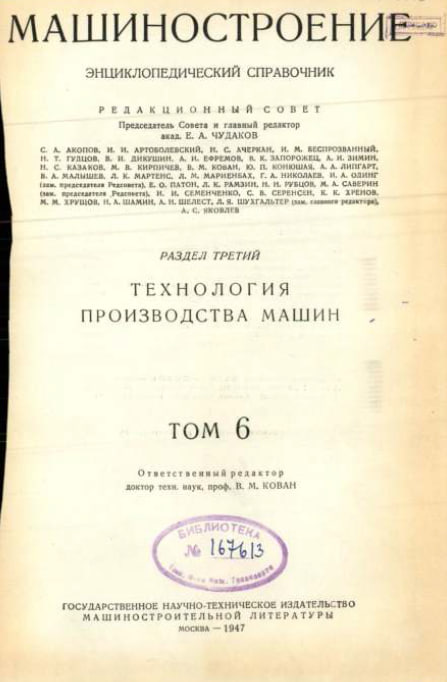 МАШИНОСТРОЕНИЕ
ЭНЦИКЛОПЕДИЧЕСКИЙ СПРАВОЧНИК
РЕДАКЦИОННЫЙ СОВЕТ
Председатель Совета и главный редактор
акад. Е. А. ЧУДАКОВ
С. А. АКОПОВ, И. И. АРТОБОЛЕВСКИЙ, Н. С. АЧЕРКАН, И. М. БЕСПРОЗВАННЫЙ,
Н. Т. ГУДЦОВ, В. И. ДИКУШИН, А. И. ЕФРЕМОВ, В. К. ЗАПОРОЖЕЦ, А. И. ЗИМИН,
Н. С. КАЗАКОВ, М. В. КИРПИЧЕВ, В. М. КОВАН, Ю. П. КОНЮШАЯ, А. А. ЛИПГАРТ,
В. А. МАЛЫШЕВ, Л. К. МАРТЕНС, Л. М. МАРИЕНБАХ, Г. А. НИКОЛАЕВ, И. А. ОДИНГ
(зам. председателя Редсовета), Е. О. ПАТОН, Л. К. РАМЗИН, Н. Н. РУБЦОВ, М. А. САВЕРИН
(зам. председателя Редсовета), И. И. СЕМЕНЧЕНКО, С. В. СЕРЕНСЕН, К. К. ХРЕНОВ,
М. М. ХРУЩОВ, Н. А. ШАМИН, А. Н. ШЕЛЕСТ, Л. Я. ШУХГАЛЬТЕР (зам. главного редактора),
А. С. ЯКОВЛЕВ
РАЗДЕЛ ТРЕТИЙ
ТЕХНОЛОГИЯ
ПРОИЗВОДСТВА МАШИН
ТОМ 6
Ответственный редактор
доктор техн. наук, проф. В. М. КОВАН
БИБЛИОТЕКА
№ 167613
ГОСУДАРСТВЕННОЕ НАУЧНО-ТЕХНИЧЕСКОЕ ИЗДАТЕЛЬСТВО
МАШИНОСТРОИТЕЛЬНОЙ ЛИТЕРАТУРЫ
МОСКВА — 1947